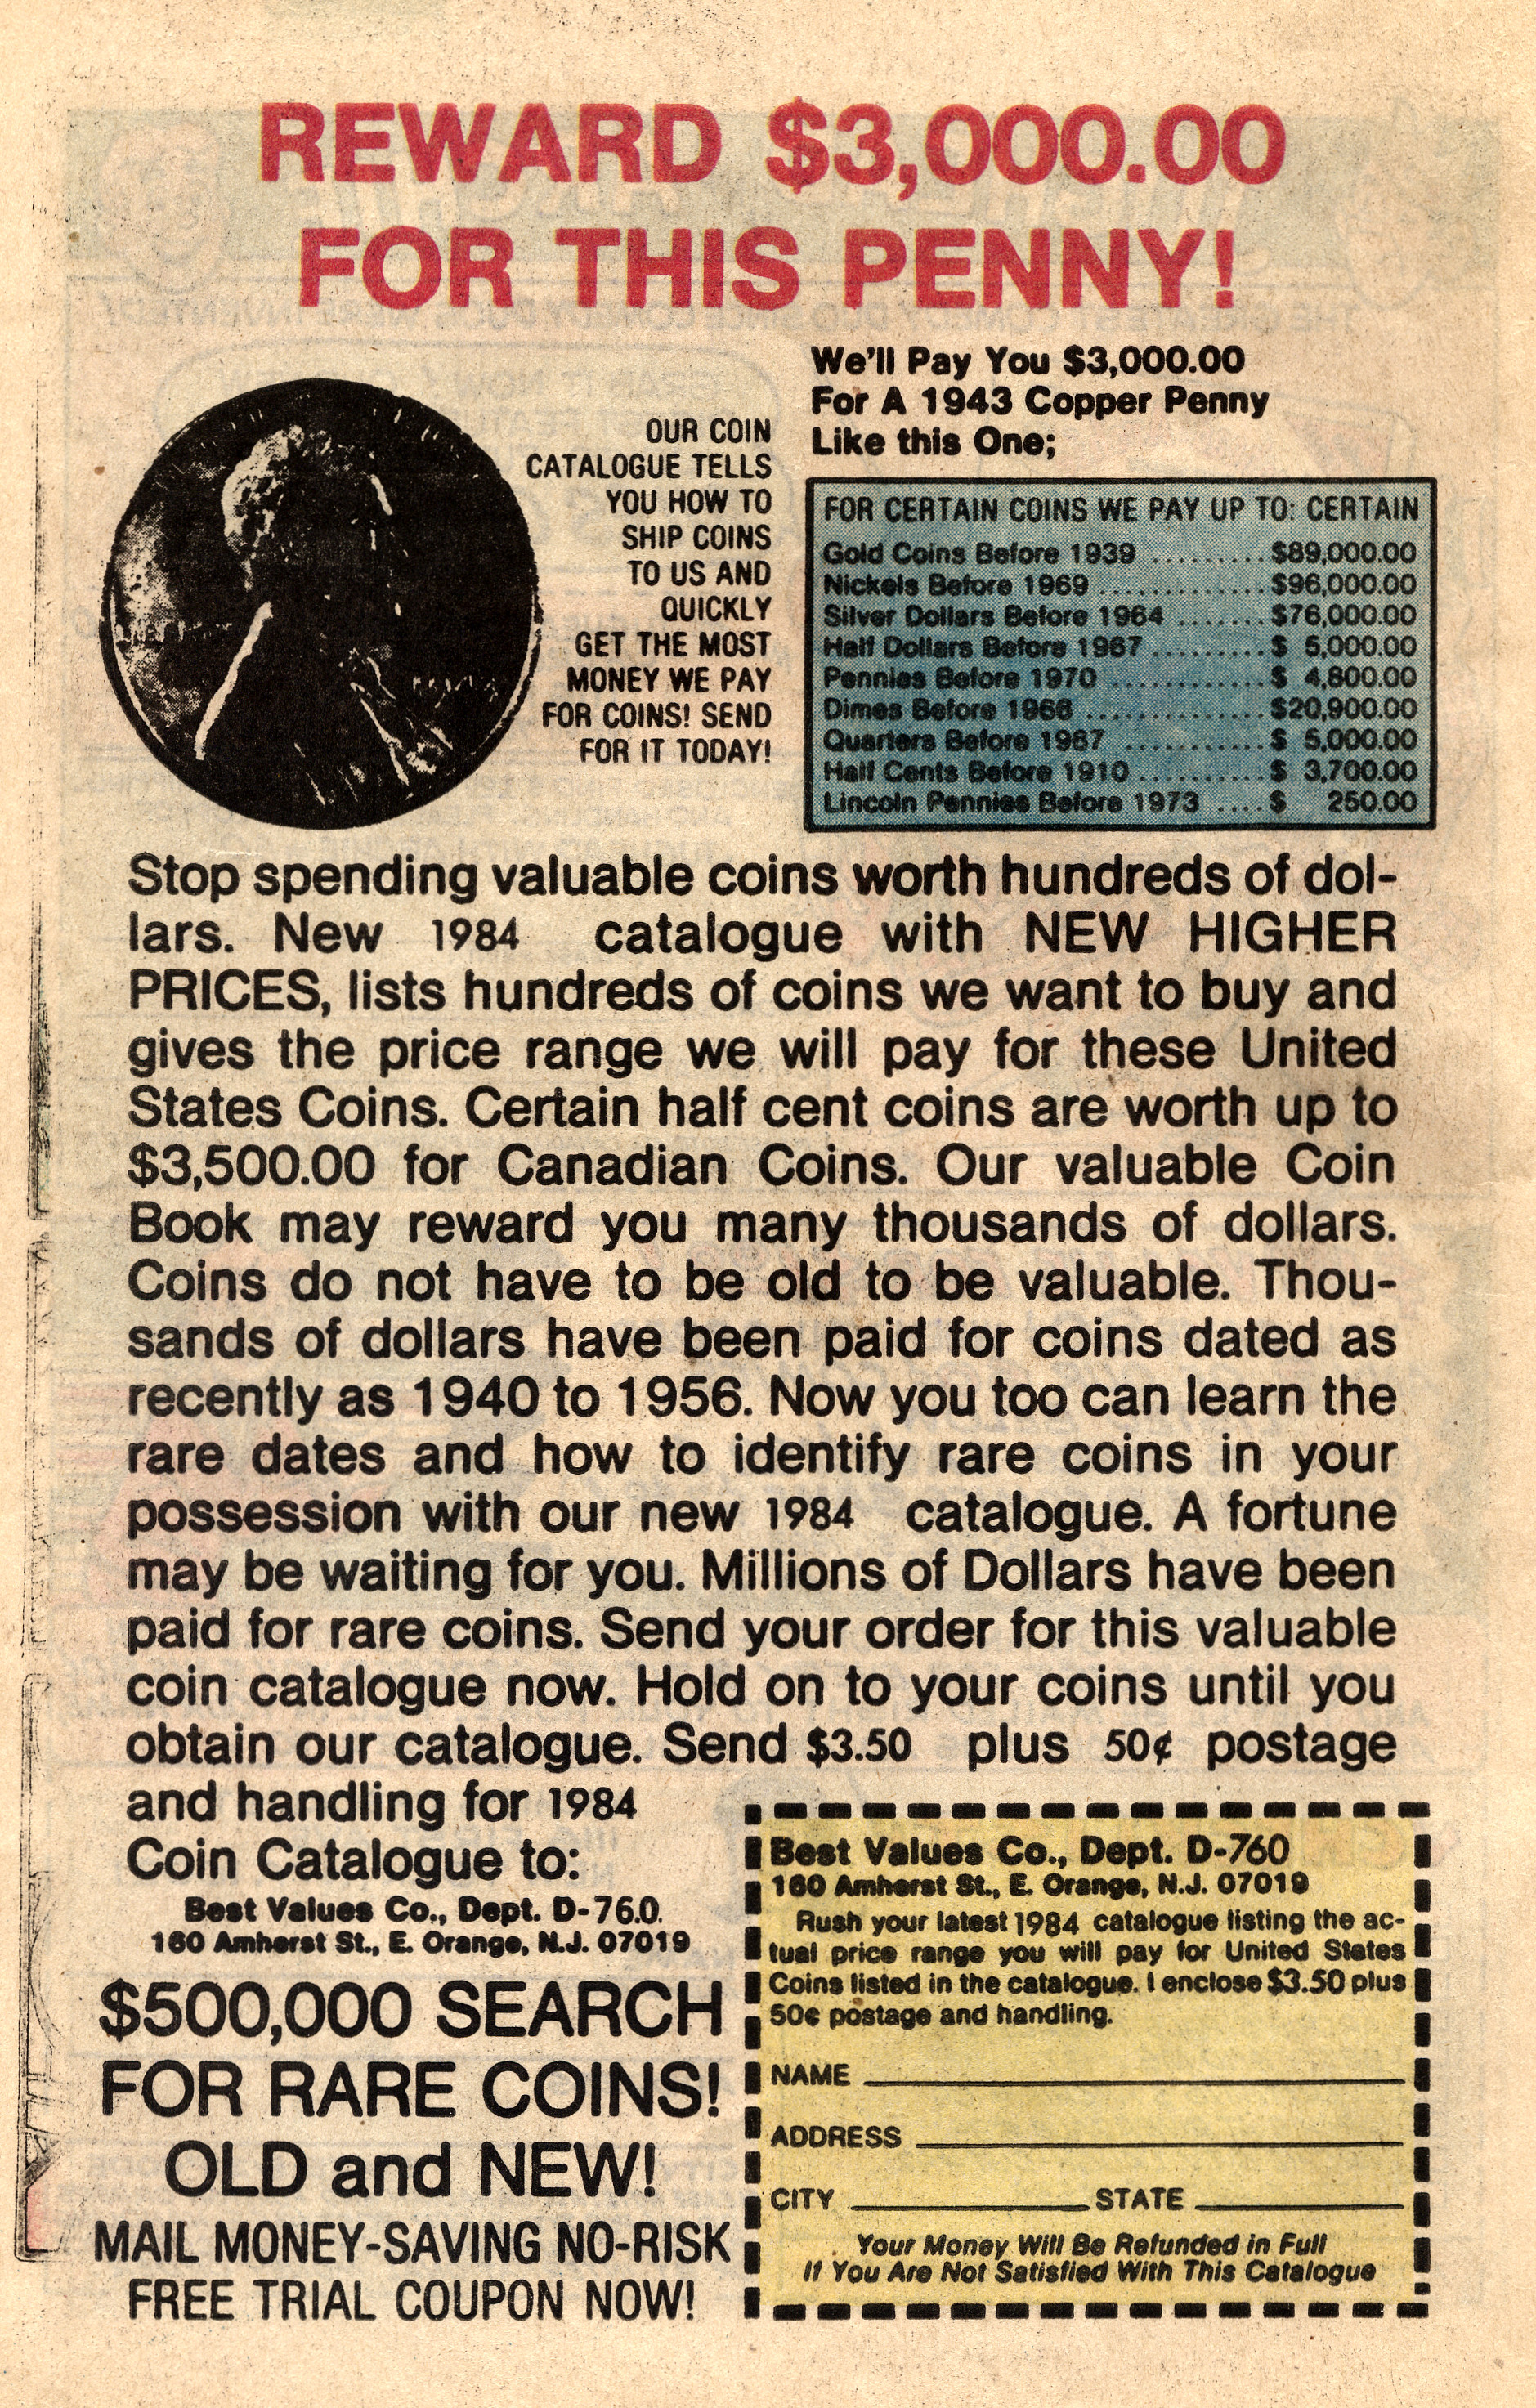 REWARD $3,000.00
FOR THIS PENNY!
We'll Pay You $3,000.00
For A 1943 Copper Penny
Like this One;
OUR COIN
CATALOGUE TELLS
YOU HOW TO
SHIP COINS
TO US AND
QUICKLY
GET THE MOST
MONEY WE PAY
FOR COINS! SEND
FOR IT TODAY!
FOR CERTAIN COINS WE PAY UP TO: CERTAIN
Gold Coins Before 1939 ......... $89,000.00
Nickels Before 1969 ............. $96,000.00
Silver Dollars Before 1964 ....... $76,000.00
Half Dollars Before 1967 ......... $ 5,000.00
Pennies Before 1970 ............ $ 4,800.00
Dimes Before 1966 .............. $20,900.00
Quarters Before 1967 ........... $ 5,000.00
Half Cents Before 1910 .......... $ 3,700.00
Lincoln Pennies Before 1973 .... $ 250.00
Stop spending valuable coins worth hundreds of dol-
lars. New 1984 catalogue with NEW HIGHER
PRICES, lists hundreds of coins we want to buy and
gives the price range we will pay for these United
States Coins. Certain half cent coins are worth up to
$3,500.00 for Canadian Coins. Our valuable Coin
Book may reward you many thousands of dollars.
Coins do not have to be old to be valuable. Thou-
sands of dollars have been paid for coins dated as
recently as 1940 to 1956. Now you too can learn the
rare dates and how to identify rare coins in your
possession with our new 1984 catalogue. A fortune
may be waiting for you. Millions of Dollars have been
paid for rare coins. Send your order for this valuable
coin catalogue now. Hold on to your coins until you
obtain our catalogue. Send $3.50 plus 50¢ postage
and handling for 1984
Coin Catalogue to:
Best Values Co., Dept. D-760
160 Amherst St., E. Orange, N.J. 07019
$500,000 SEARCH
FOR RARE COINS!
OLD and NEW!
MAIL MONEY-SAVING NO-RISK
FREE TRIAL COUPON NOW!
Best Values Co., Dept. D-760
160 Amherst St., E. Orange, N.J. 07019
Rush your latest 1984 catalogue listing the ac-
tual price range you will pay for United States
Coins listed in the catalogue. I enclose $3.50 plus
50¢ postage and handling.
NAME
ADDRESS
CITY STATE
Your Money Will Be Refunded in Full
If You Are Not Satisfied With This Catalogue